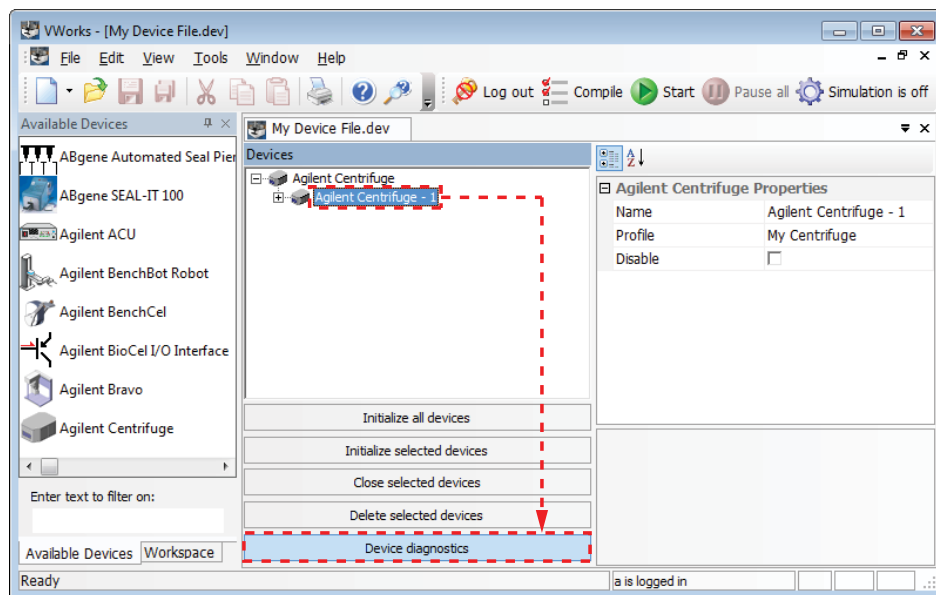 VWorks - [My Device File.dev]
File Edit View Tools Window Help
Log out Compile Start Pause all Simulation is off
Available Devices
ABgene Automated Seal Pier
ABgene SEAL-IT 100
Agilent ACU
Agilent BenchBot Robot
Agilent BenchCel
Agilent BioCel I/O Interface
Agilent Bravo
Agilent Centrifuge
Enter text to filter on:
Available Devices Workspace
My Device File.dev
Devices
Agilent Centrifuge
Agilent Centrifuge - 1
Initialize all devices
Initialize selected devices
Close selected devices
Delete selected devices
Device diagnostics
Agilent Centrifuge Properties
Name Agilent Centrifuge - 1
Profile My Centrifuge
Disable
Ready
a is logged in